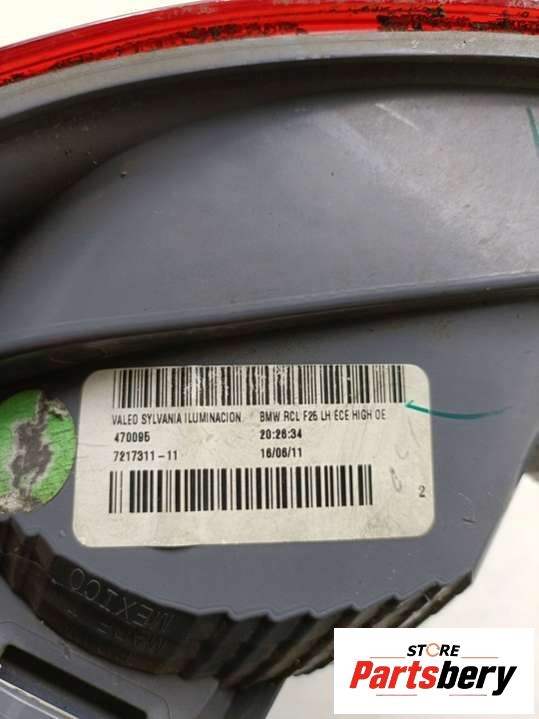 VALEO SYLVANIA ILUMINACION BMW RCL F25 LH ECE HIGH OE
470095 20:26:34
7217311-11 16/06/11
2
MEXICO
STORE
Partsbery